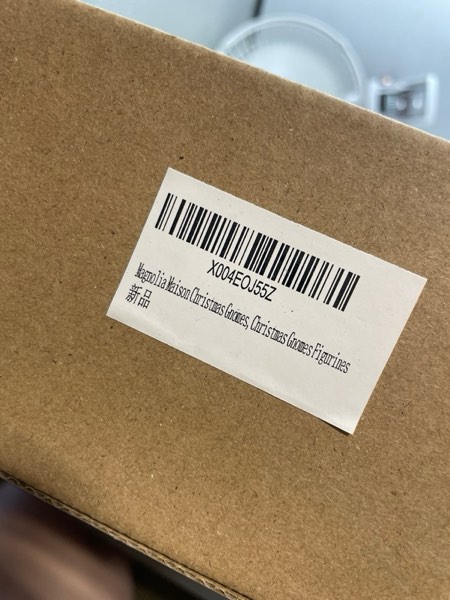 X004EOJ55Z
Magnolia Maison Christmas Gnomes, Christmas Gnomes Figurines
新品